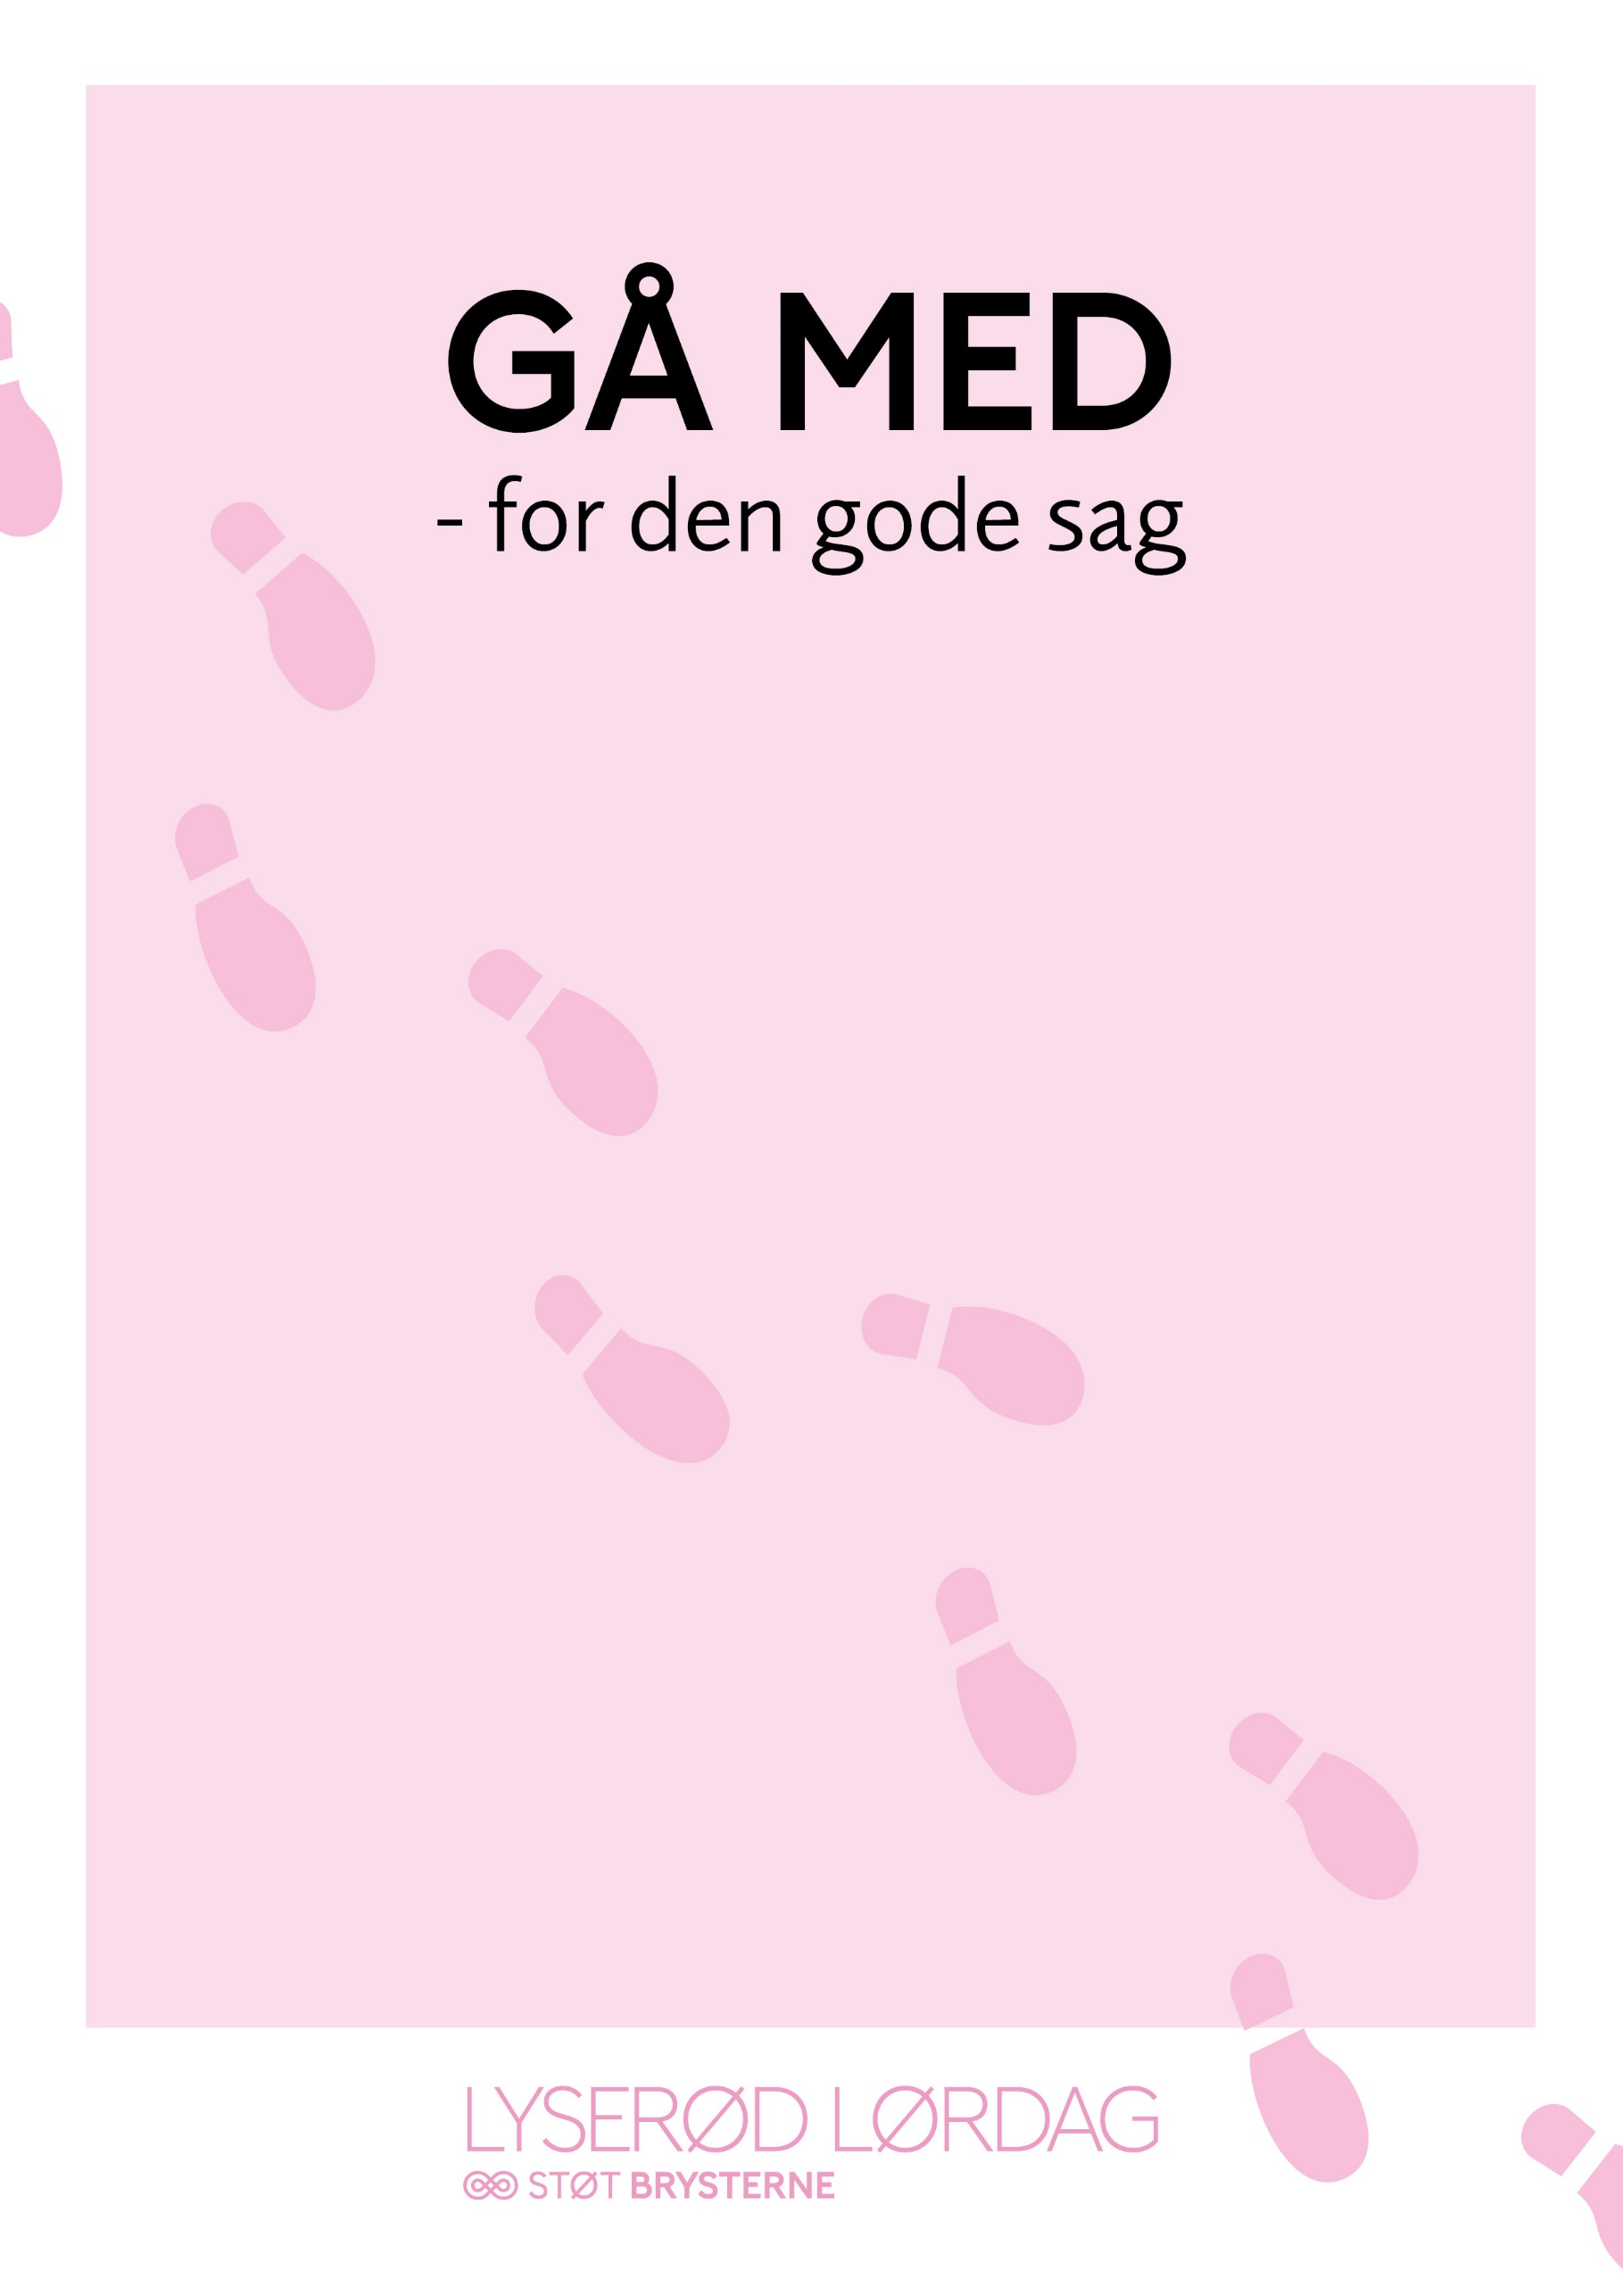 GÅ MED
- for den gode sag
LYSERØD LØRDAG
STØT BRYSTERNE